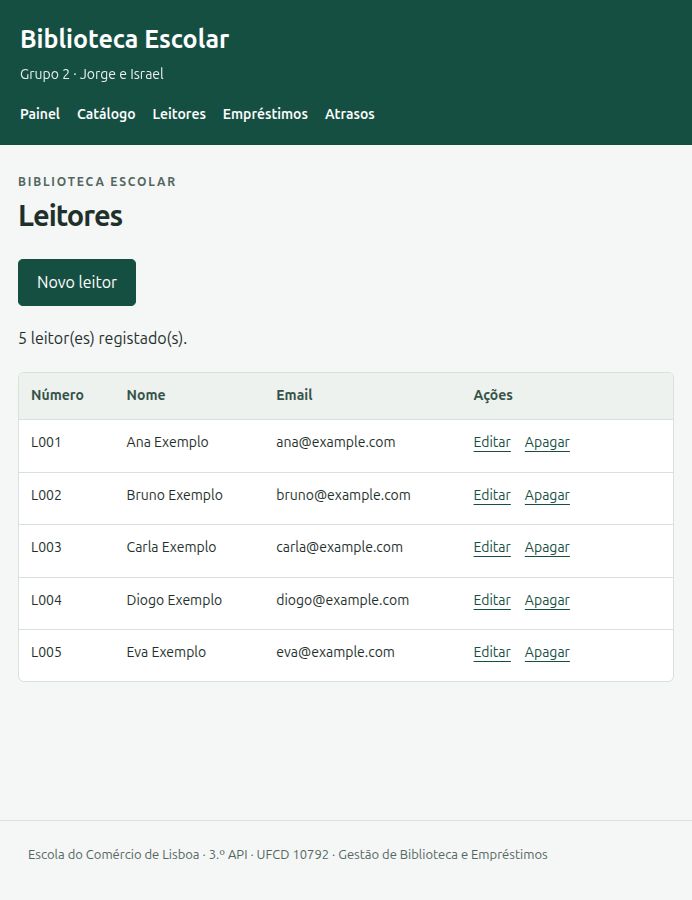 Biblioteca Escolar
Grupo 2 · Jorge e Israel
Painel Catálogo Leitores Empréstimos Atrasos
BIBLIOTECA ESCOLAR
Leitores
Novo leitor
5 leitor(es) registado(s).
Número Nome Email Ações
L001 Ana Exemplo ana@example.com Editar Apagar
L002 Bruno Exemplo bruno@example.com Editar Apagar
L003 Carla Exemplo carla@example.com Editar Apagar
L004 Diogo Exemplo diogo@example.com Editar Apagar
L005 Eva Exemplo eva@example.com Editar Apagar
Escola do Comércio de Lisboa · 3.º API · UFCD 10792 · Gestão de Biblioteca e Empréstimos